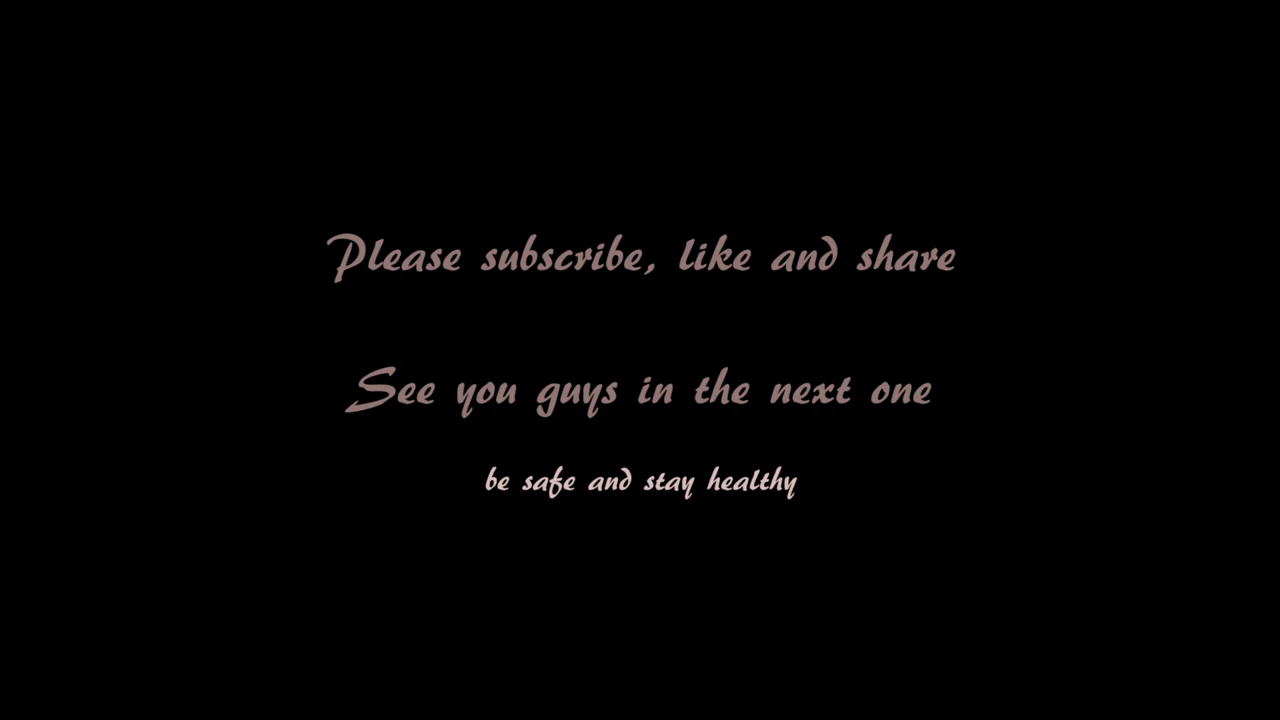 Please subscribe, like and share
See you guys in the next one
be safe and stay healthy